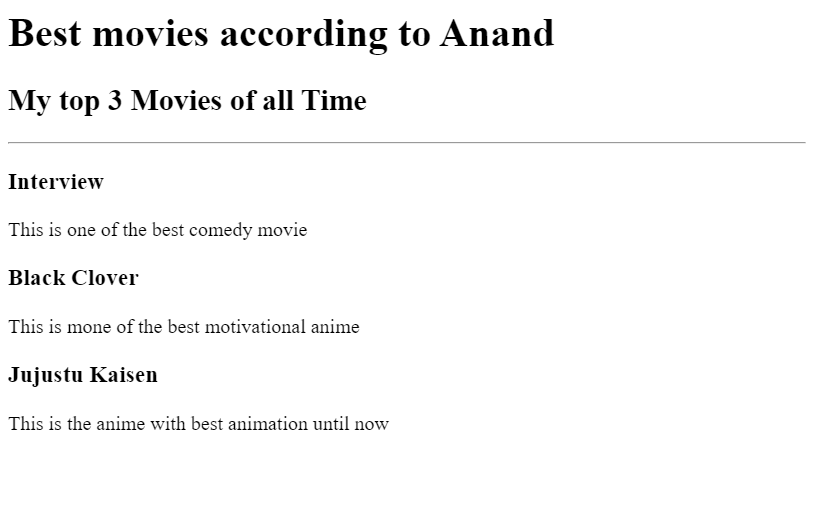 Best movies according to Anand
My top 3 Movies of all Time
Interview
This is one of the best comedy movie
Black Clover
This is mone of the best motivational anime
Jujustu Kaisen
This is the anime with best animation until now